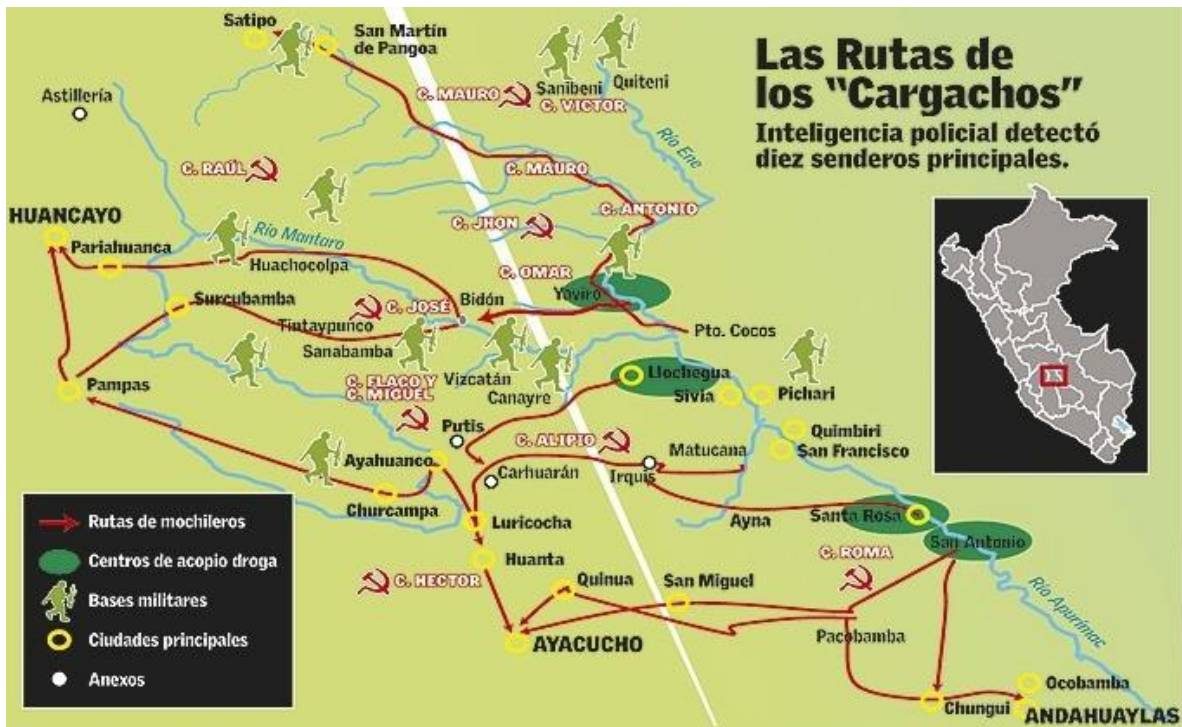 Las Rutas de
los "Cargachos"
Inteligencia policial detectó
diez senderos principales.
Satipo
San Martín
de Pangoa
Sanibeni
Quiteni
C. MAURO
C. VICTOR
Astillería
Río Ene
C. RAÚL
C. MAURO
C. ANTONIO
C. JHON
HUANCAYO
Pariahuanca
Río Mantaro
Huachocolpa
C. OMAR
Yaviro
Surcubamba
C. JOSÉ
Bidón
Tintaypunco
Sanabamba
Pto. Cocos
Pampas
C. FLACO Y
C. MIGUEL
Vizcatán
Canayre
Llochegua
Sivia
Pichari
Putis
C. ALIPIO
Matucana
Quimbiri
San Francisco
Ayahuanco
Carhuarán
Irquis
Churcampa
Luricocha
Ayna
Santa Rosa
San Antonio
Huanta
C. HECTOR
Quinua
San Miguel
C. ROMA
Río Apurímac
AYACUCHO
Pacobamba
Chungui
Ocobamba
ANDAHUAYLAS
Rutas de mochileros
Centros de acopio droga
Bases militares
Ciudades principales
Anexos